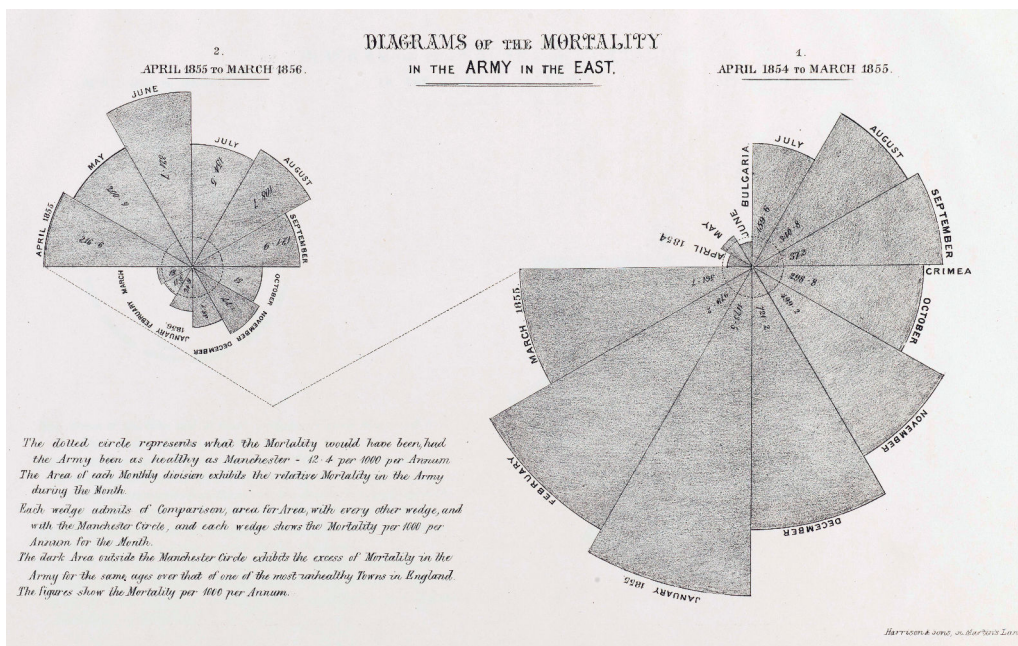 DIAGRAMS OF THE MORTALITY
IN THE ARMY IN THE EAST.
2.
APRIL 1855 TO MARCH 1856.
1.
APRIL 1854 TO MARCH 1855.
APRIL 1855
MAY
JUNE
JULY
AUGUST
SEPTEMBER
OCTOBER
NOVEMBER
DECEMBER
JANUARY 1856
FEBRUARY
MARCH
APRIL 1854
MAY
JUNE
BULGARIA
JULY
AUGUST
SEPTEMBER
CRIMEA
OCTOBER
NOVEMBER
DECEMBER
JANUARY 1855
FEBRUARY
MARCH 1855
The dotted circle represents what the Mortality would have been, had
the Army been as healthy as Manchester - 12.4 per 1000 per Annum
The Area of each Monthly division exhibits the relative Mortality in the Army
during the Month.
Each wedge admits of Comparison, area for Area, with every other wedge, and
with the Manchester Circle, and each wedge shows the Mortality per 1000 per
Annum for the Month.
The dark Area outside the Manchester Circle exhibits the excess of Mortality in the
Army for the same ages over that of one of the most unhealthy Towns in England.
The figures show the Mortality per 1000 per Annum.
Harrison & sons,